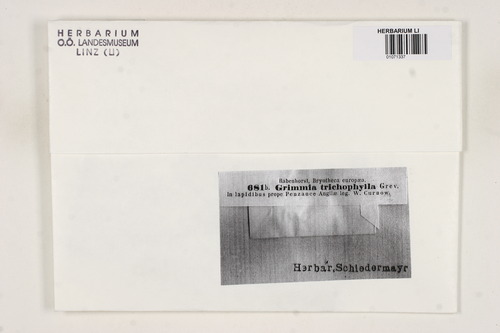 HERBARIUM
O.Ö. LANDESMUSEUM
LINZ (LI)
HERBARIUM LI
01071337
Rabenhorst, Bryotheca europaea.
681b. Grimmia trichophylla Grev.
in lapidibus prope Penzance Angliae leg. W. Curnow.
Herbar, Schiedermayr